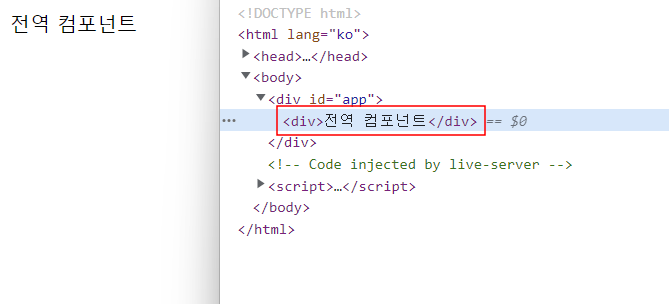 전역 컴포넌트
<!DOCTYPE html>
<html lang="ko">
▶<head>…</head>
▼<body>
▼<div id="app">
••• <div>전역 컴포넌트</div> == $0
</div>
<!-- Code injected by live-server -->
▶<script>…</script>
</body>
</html>